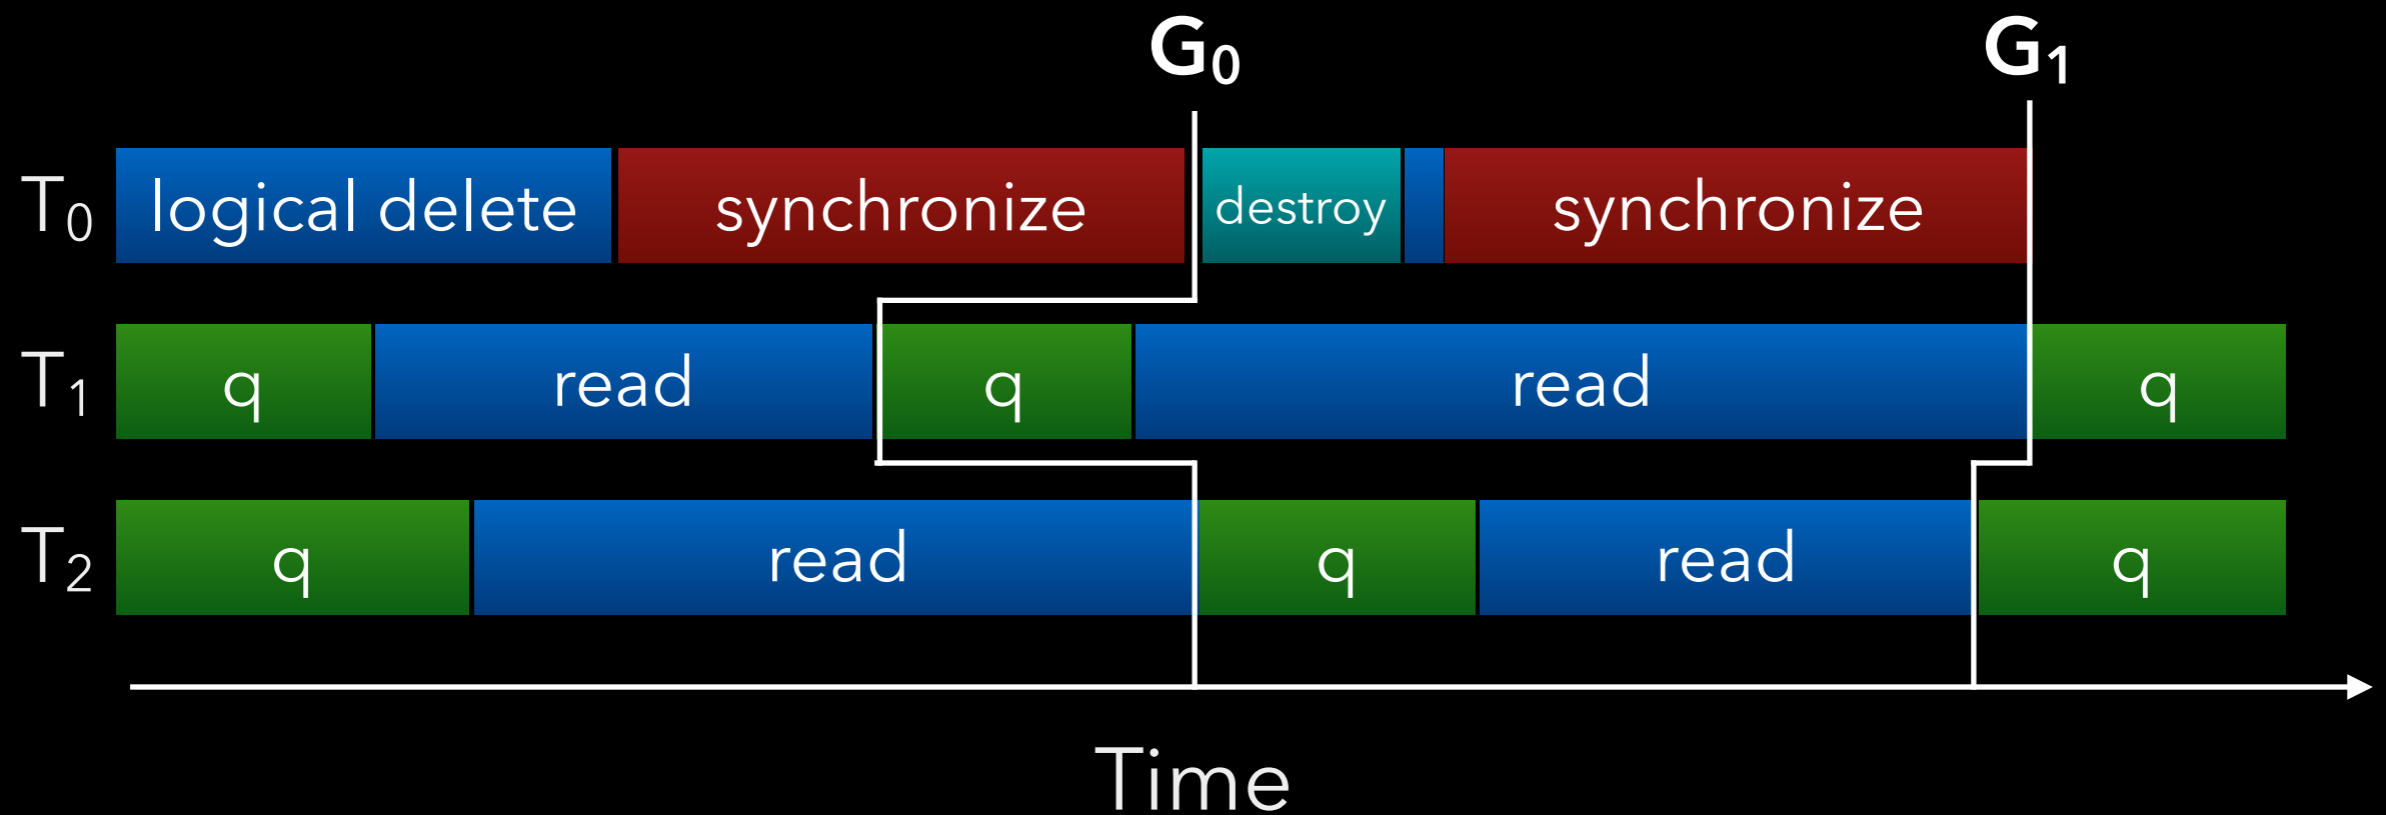 G₀ G₁
T₀ logical delete synchronize destroy synchronize
T₁ q read q read q
T₂ q read q read q
Time